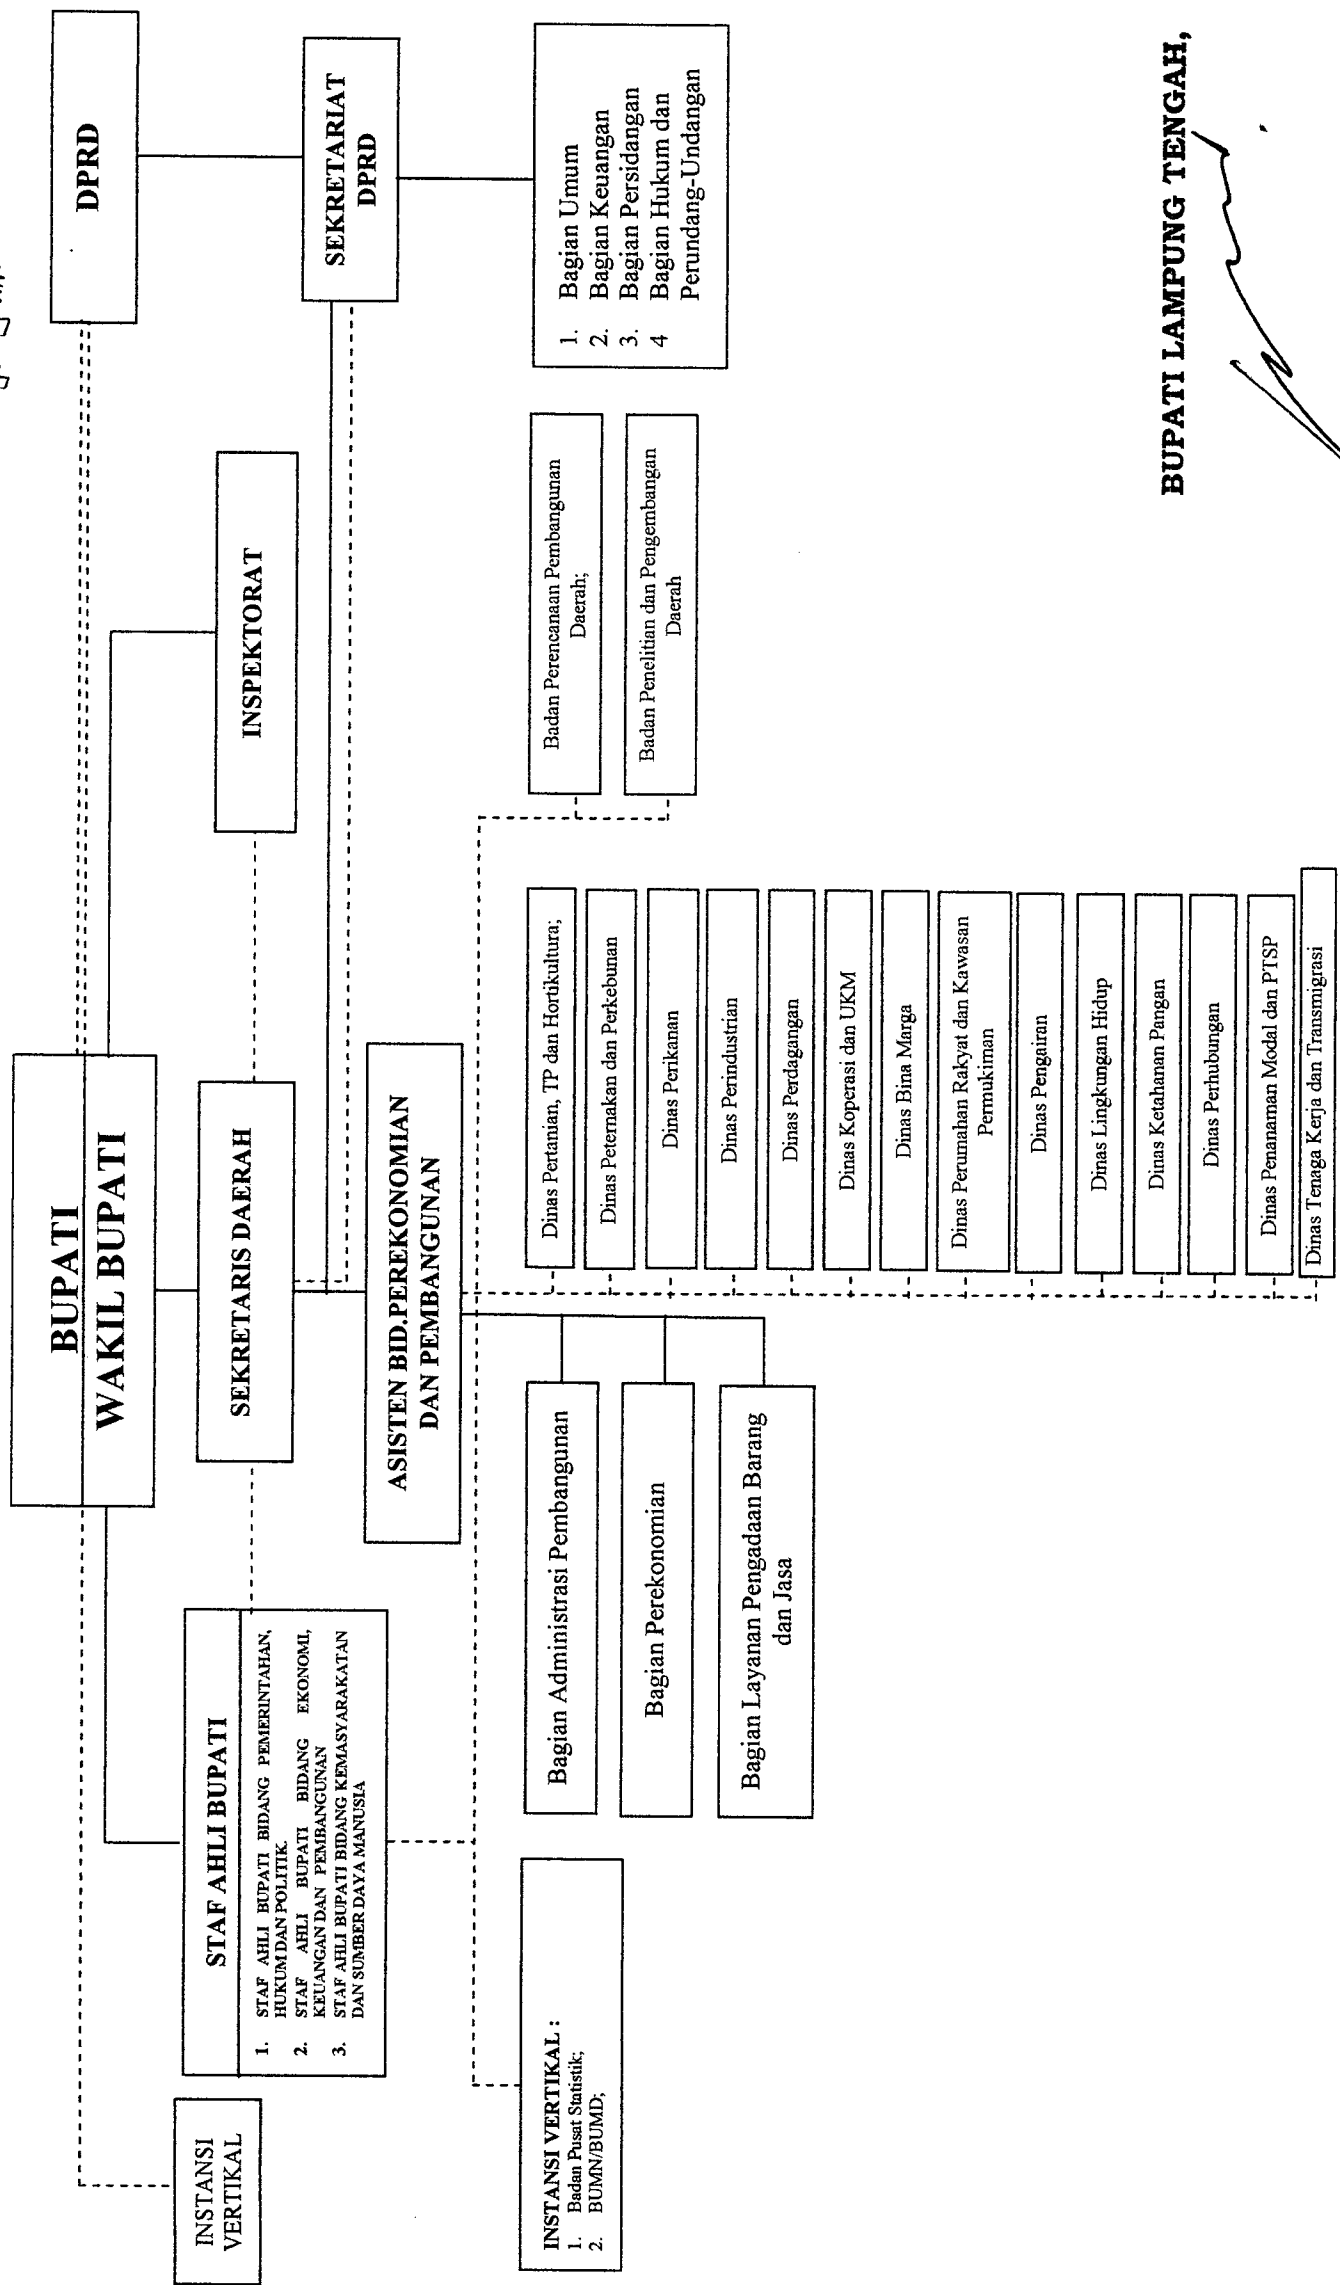 BUPATI
WAKIL BUPATI
DPRD
INSTANSI
VERTIKAL
STAF AHLI BUPATI
1. STAF AHLI BUPATI BIDANG PEMERINTAHAN,
HUKUM DAN POLITIK.
2. STAF AHLI BUPATI BIDANG EKONOMI,
KEUANGAN DAN PEMBANGUNAN
3. STAF AHLI BUPATI BIDANG KEMASYARAKATAN
DAN SUMBER DAYA MANUSIA
SEKRETARIS DAERAH
INSPEKTORAT
SEKRETARIAT
DPRD
ASISTEN BID.PEREKONOMIAN
DAN PEMBANGUNAN
INSTANSI VERTIKAL :
1. Badan Pusat Statistik;
2. BUMN/BUMD;
Bagian Administrasi Pembangunan
Bagian Perekonomian
Bagian Layanan Pengadaan Barang
dan Jasa
Dinas Pertanian, TP dan Hortikultura;
Dinas Peternakan dan Perkebunan
Dinas Perikanan
Dinas Perindustrian
Dinas Perdagangan
Dinas Koperasi dan UKM
Dinas Bina Marga
Dinas Perumahan Rakyat dan Kawasan
Permukiman
Dinas Pengairan
Dinas Lingkungan Hidup
Dinas Ketahanan Pangan
Dinas Perhubungan
Dinas Penanaman Modal dan PTSP
Dinas Tenaga Kerja dan Transmigrasi
Badan Perencanaan Pembangunan
Daerah;
Badan Penelitian dan Pengembangan
Daerah
1. Bagian Umum
2. Bagian Keuangan
3. Bagian Persidangan
4 Bagian Hukum dan
Perundang-Undangan
BUPATI LAMPUNG TENGAH,